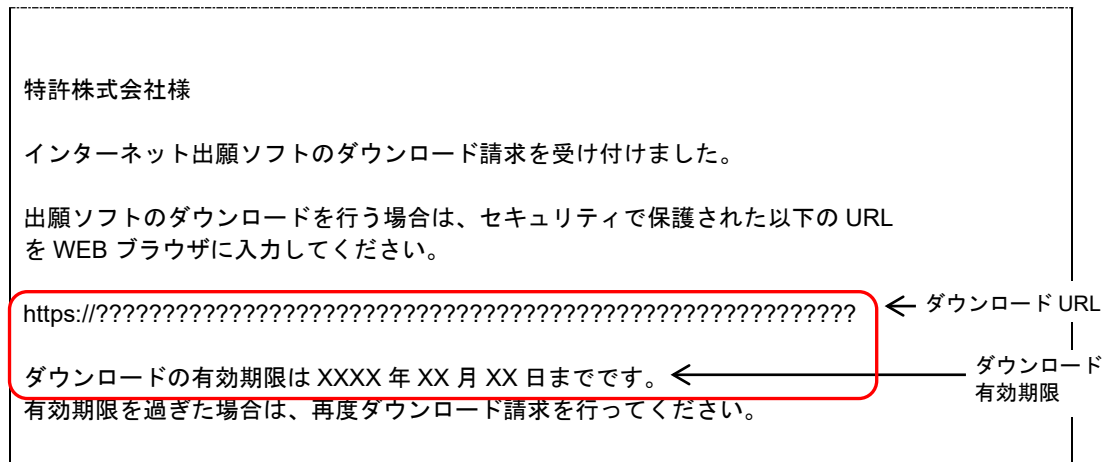 特許株式会社様
インターネット出願ソフトのダウンロード請求を受け付けました。
出願ソフトのダウンロードを行う場合は、セキュリティで保護された以下の URL
を WEB ブラウザに入力してください。
https://?????????????????????????????????????????????????????????
ダウンロード URL
ダウンロードの有効期限は XXXX 年 XX 月 XX 日までです。
ダウンロード
有効期限
有効期限を過ぎた場合は、再度ダウンロード請求を行ってください。